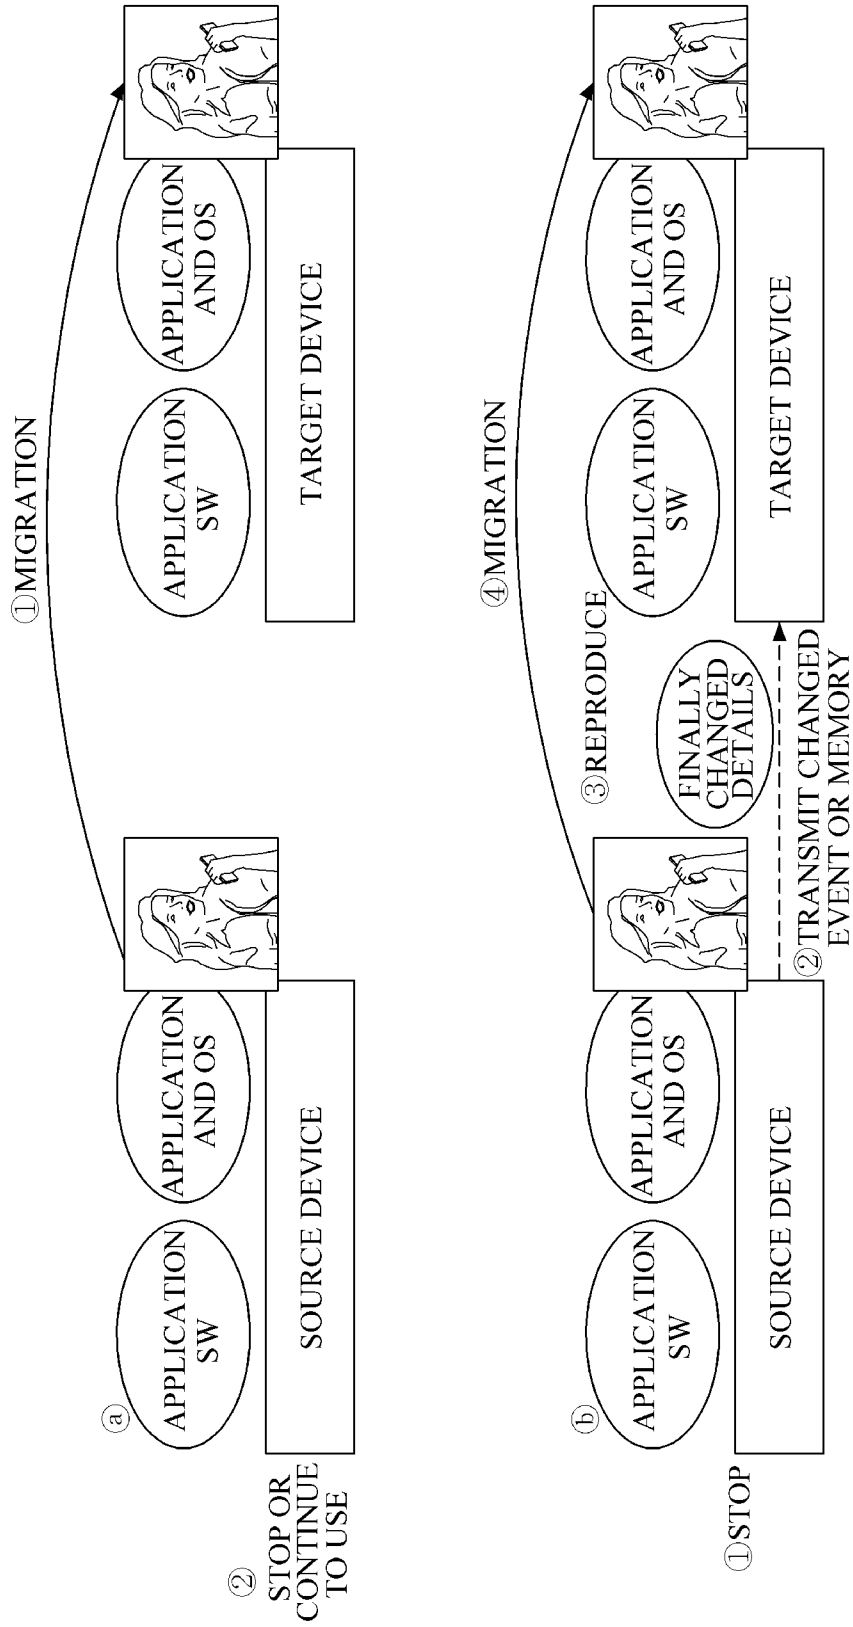 ①MIGRATION
ⓐ
APPLICATION
SW
APPLICATION
AND OS
APPLICATION
SW
APPLICATION
AND OS
②
STOP OR
CONTINUE
TO USE
SOURCE DEVICE
TARGET DEVICE
④MIGRATION
ⓑ
APPLICATION
SW
APPLICATION
AND OS
③REPRODUCE
FINALLY
CHANGED
DETAILS
APPLICATION
SW
APPLICATION
AND OS
①STOP
SOURCE DEVICE
②TRANSMIT CHANGED
EVENT OR MEMORY
TARGET DEVICE